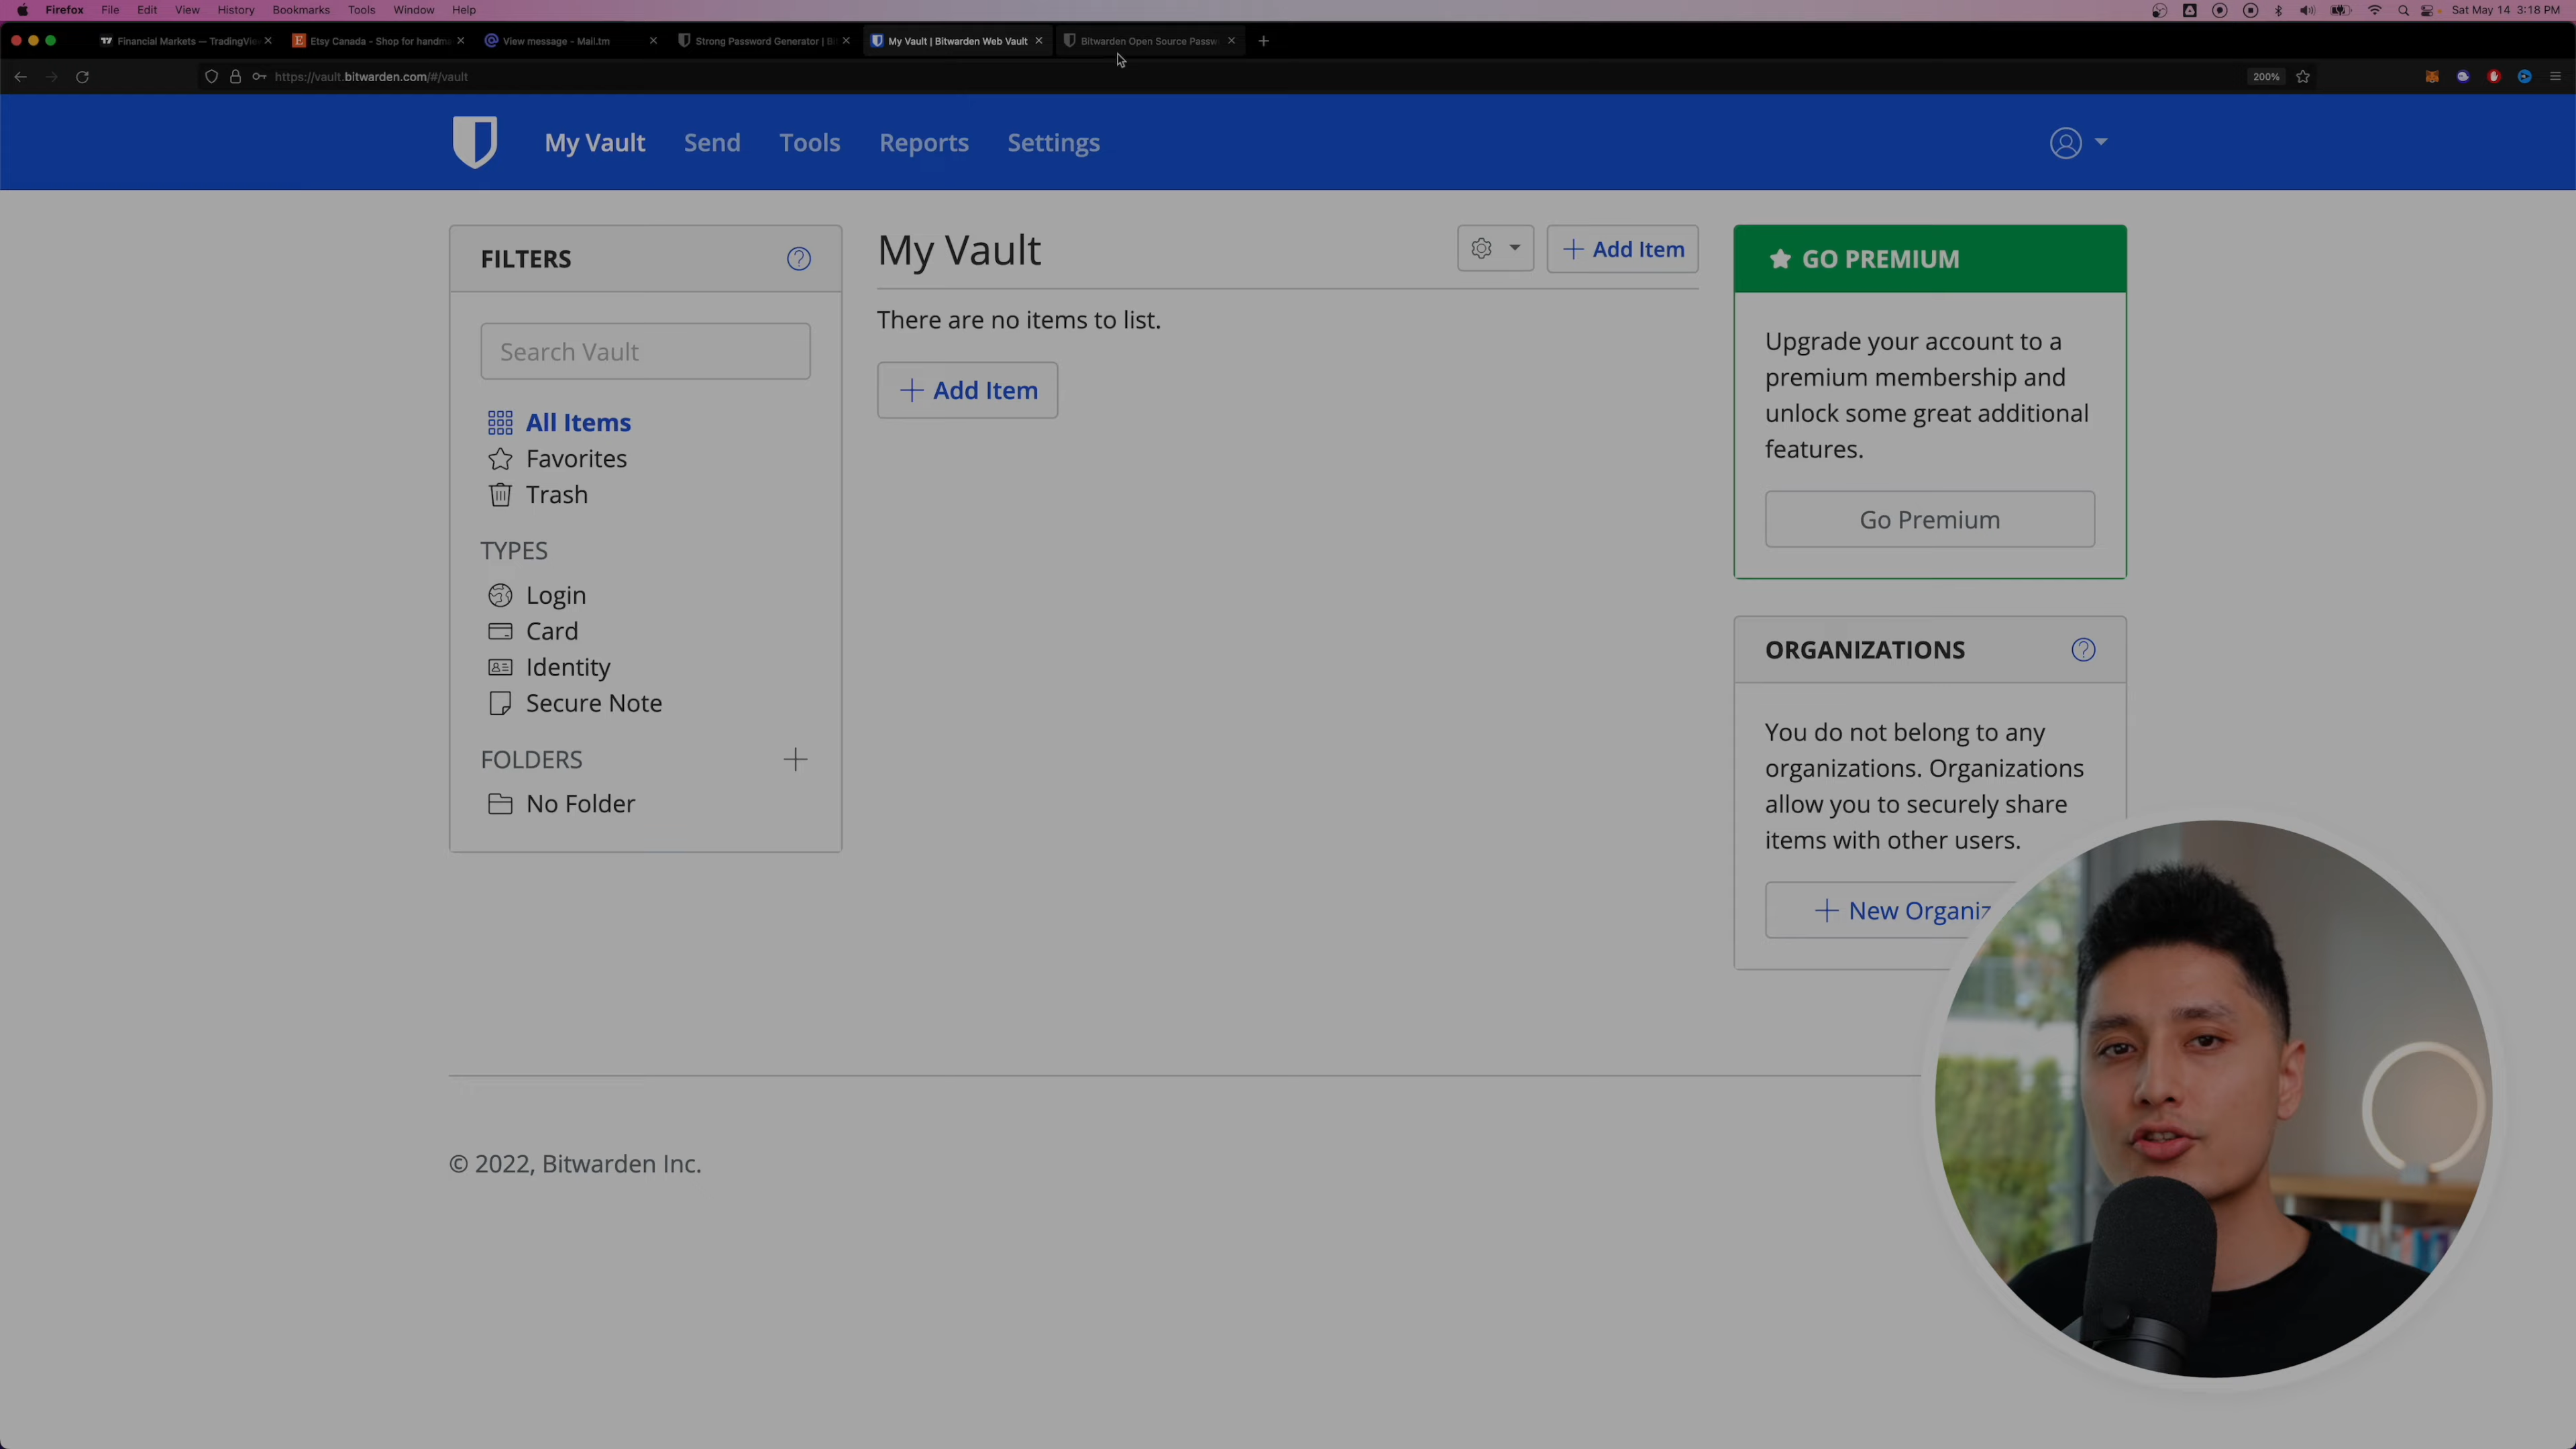 Firefox File Edit View History Bookmarks Tools Window Help Sat May 14 3:18 PM
Financial Markets — TradingView Etsy Canada - Shop for handma View message - Mail.tm Strong Password Generator | Bi My Vault | Bitwarden Web Vault Bitwarden Open Source Passw
https://vault.bitwarden.com/#/vault 200%
My Vault Send Tools Reports Settings
FILTERS
Search Vault
All Items
Favorites
Trash
TYPES
Login
Card
Identity
Secure Note
FOLDERS
No Folder
My Vault
Add Item
There are no items to list.
Add Item
GO PREMIUM
Upgrade your account to a
premium membership and
unlock some great additional
features.
Go Premium
ORGANIZATIONS
You do not belong to any
organizations. Organizations
allow you to securely share
items with other users.
New Organiz
© 2022, Bitwarden Inc.